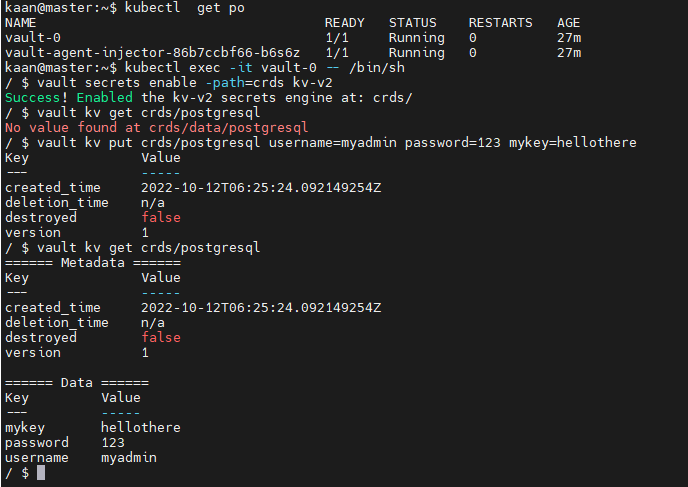 kaan@master:~$ kubectl  get po
NAME                                    READY   STATUS    RESTARTS   AGE
vault-0                                 1/1     Running   0          27m
vault-agent-injector-86b7ccbf66-b6s6z   1/1     Running   0          27m
kaan@master:~$ kubectl exec -it vault-0 -- /bin/sh
/ $ vault secrets enable -path=crds kv-v2
Success! Enabled the kv-v2 secrets engine at: crds/
/ $ vault kv get crds/postgresql
No value found at crds/data/postgresql
/ $ vault kv put crds/postgresql username=myadmin password=123 mykey=hellothere
Key              Value
---              -----
created_time     2022-10-12T06:25:24.092149254Z
deletion_time    n/a
destroyed        false
version          1
/ $ vault kv get crds/postgresql
====== Metadata ======
Key              Value
---              -----
created_time     2022-10-12T06:25:24.092149254Z
deletion_time    n/a
destroyed        false
version          1

====== Data ======
Key         Value
---         -----
mykey       hellothere
password    123
username    myadmin
/ $